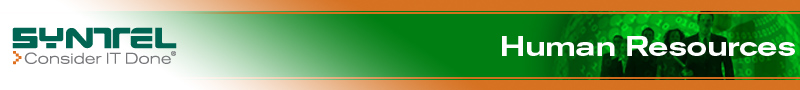 SYNTEL
Consider IT Done®
Human Resources